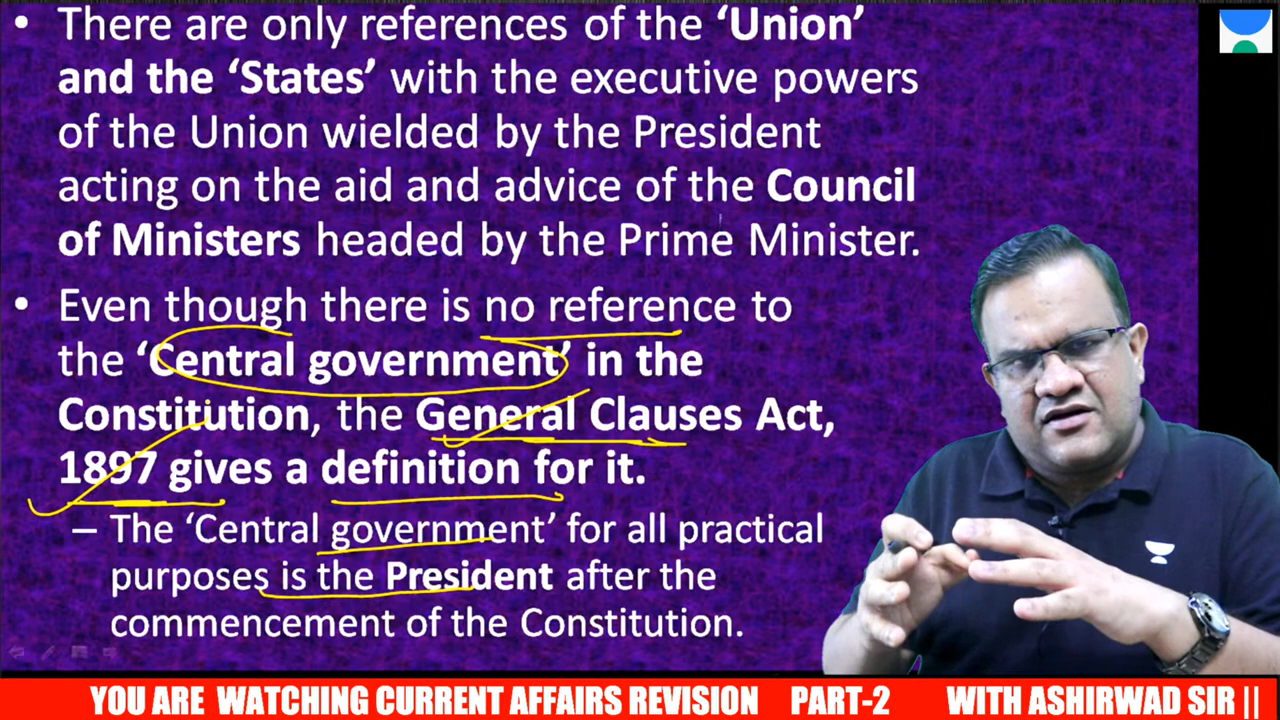 • There are only references of the ‘Union’
and the ‘States’ with the executive powers
of the Union wielded by the President
acting on the aid and advice of the Council
of Ministers headed by the Prime Minister.
• Even though there is no reference to
the ‘Central government’ in the
Constitution, the General Clauses Act,
1897 gives a definition for it.
– The ‘Central government’ for all practical
purposes is the President after the
commencement of the Constitution.
YOU ARE WATCHING CURRENT AFFAIRS REVISION PART-2 WITH ASHIRWAD SIR ||